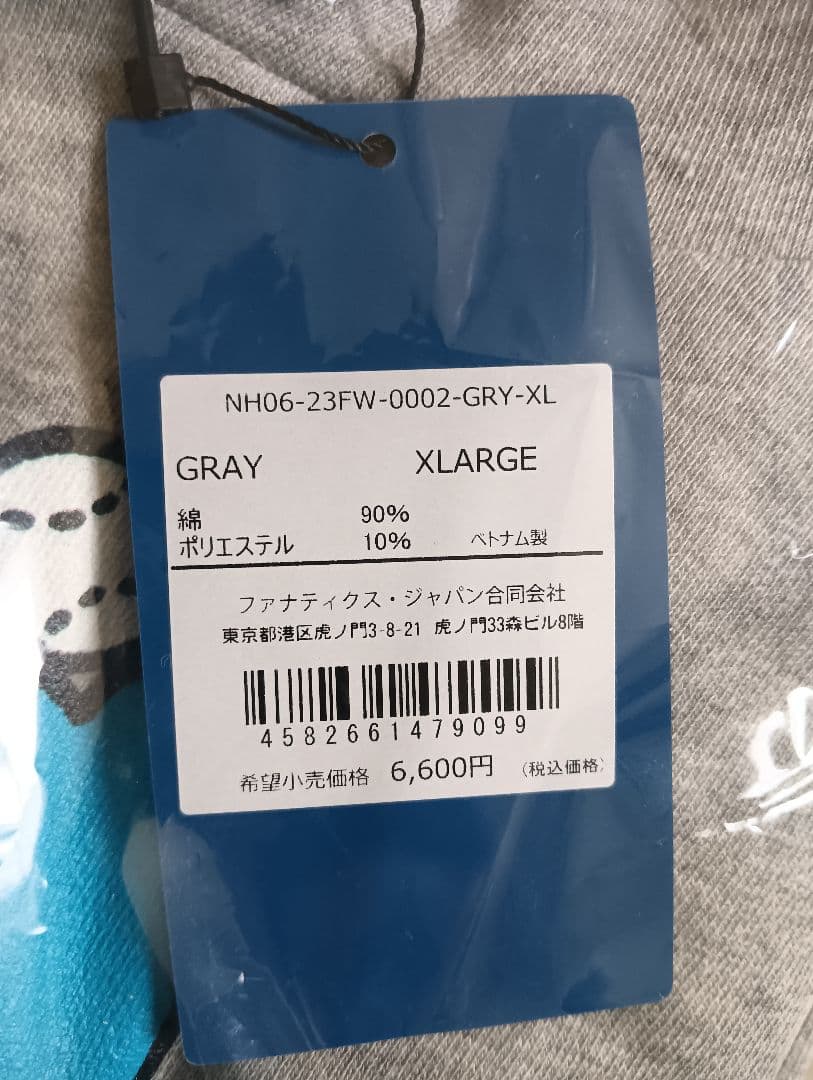 NH06-23FW-0002-GRY-XL
GRAY XLARGE
綿 90%
ポリエステル 10% ベトナム製
ファナティクス・ジャパン合同会社
東京都港区虎ノ門3-8-21 虎ノ門33森ビル8階
4582661479099
希望小売価格 6,600円 (税込価格)